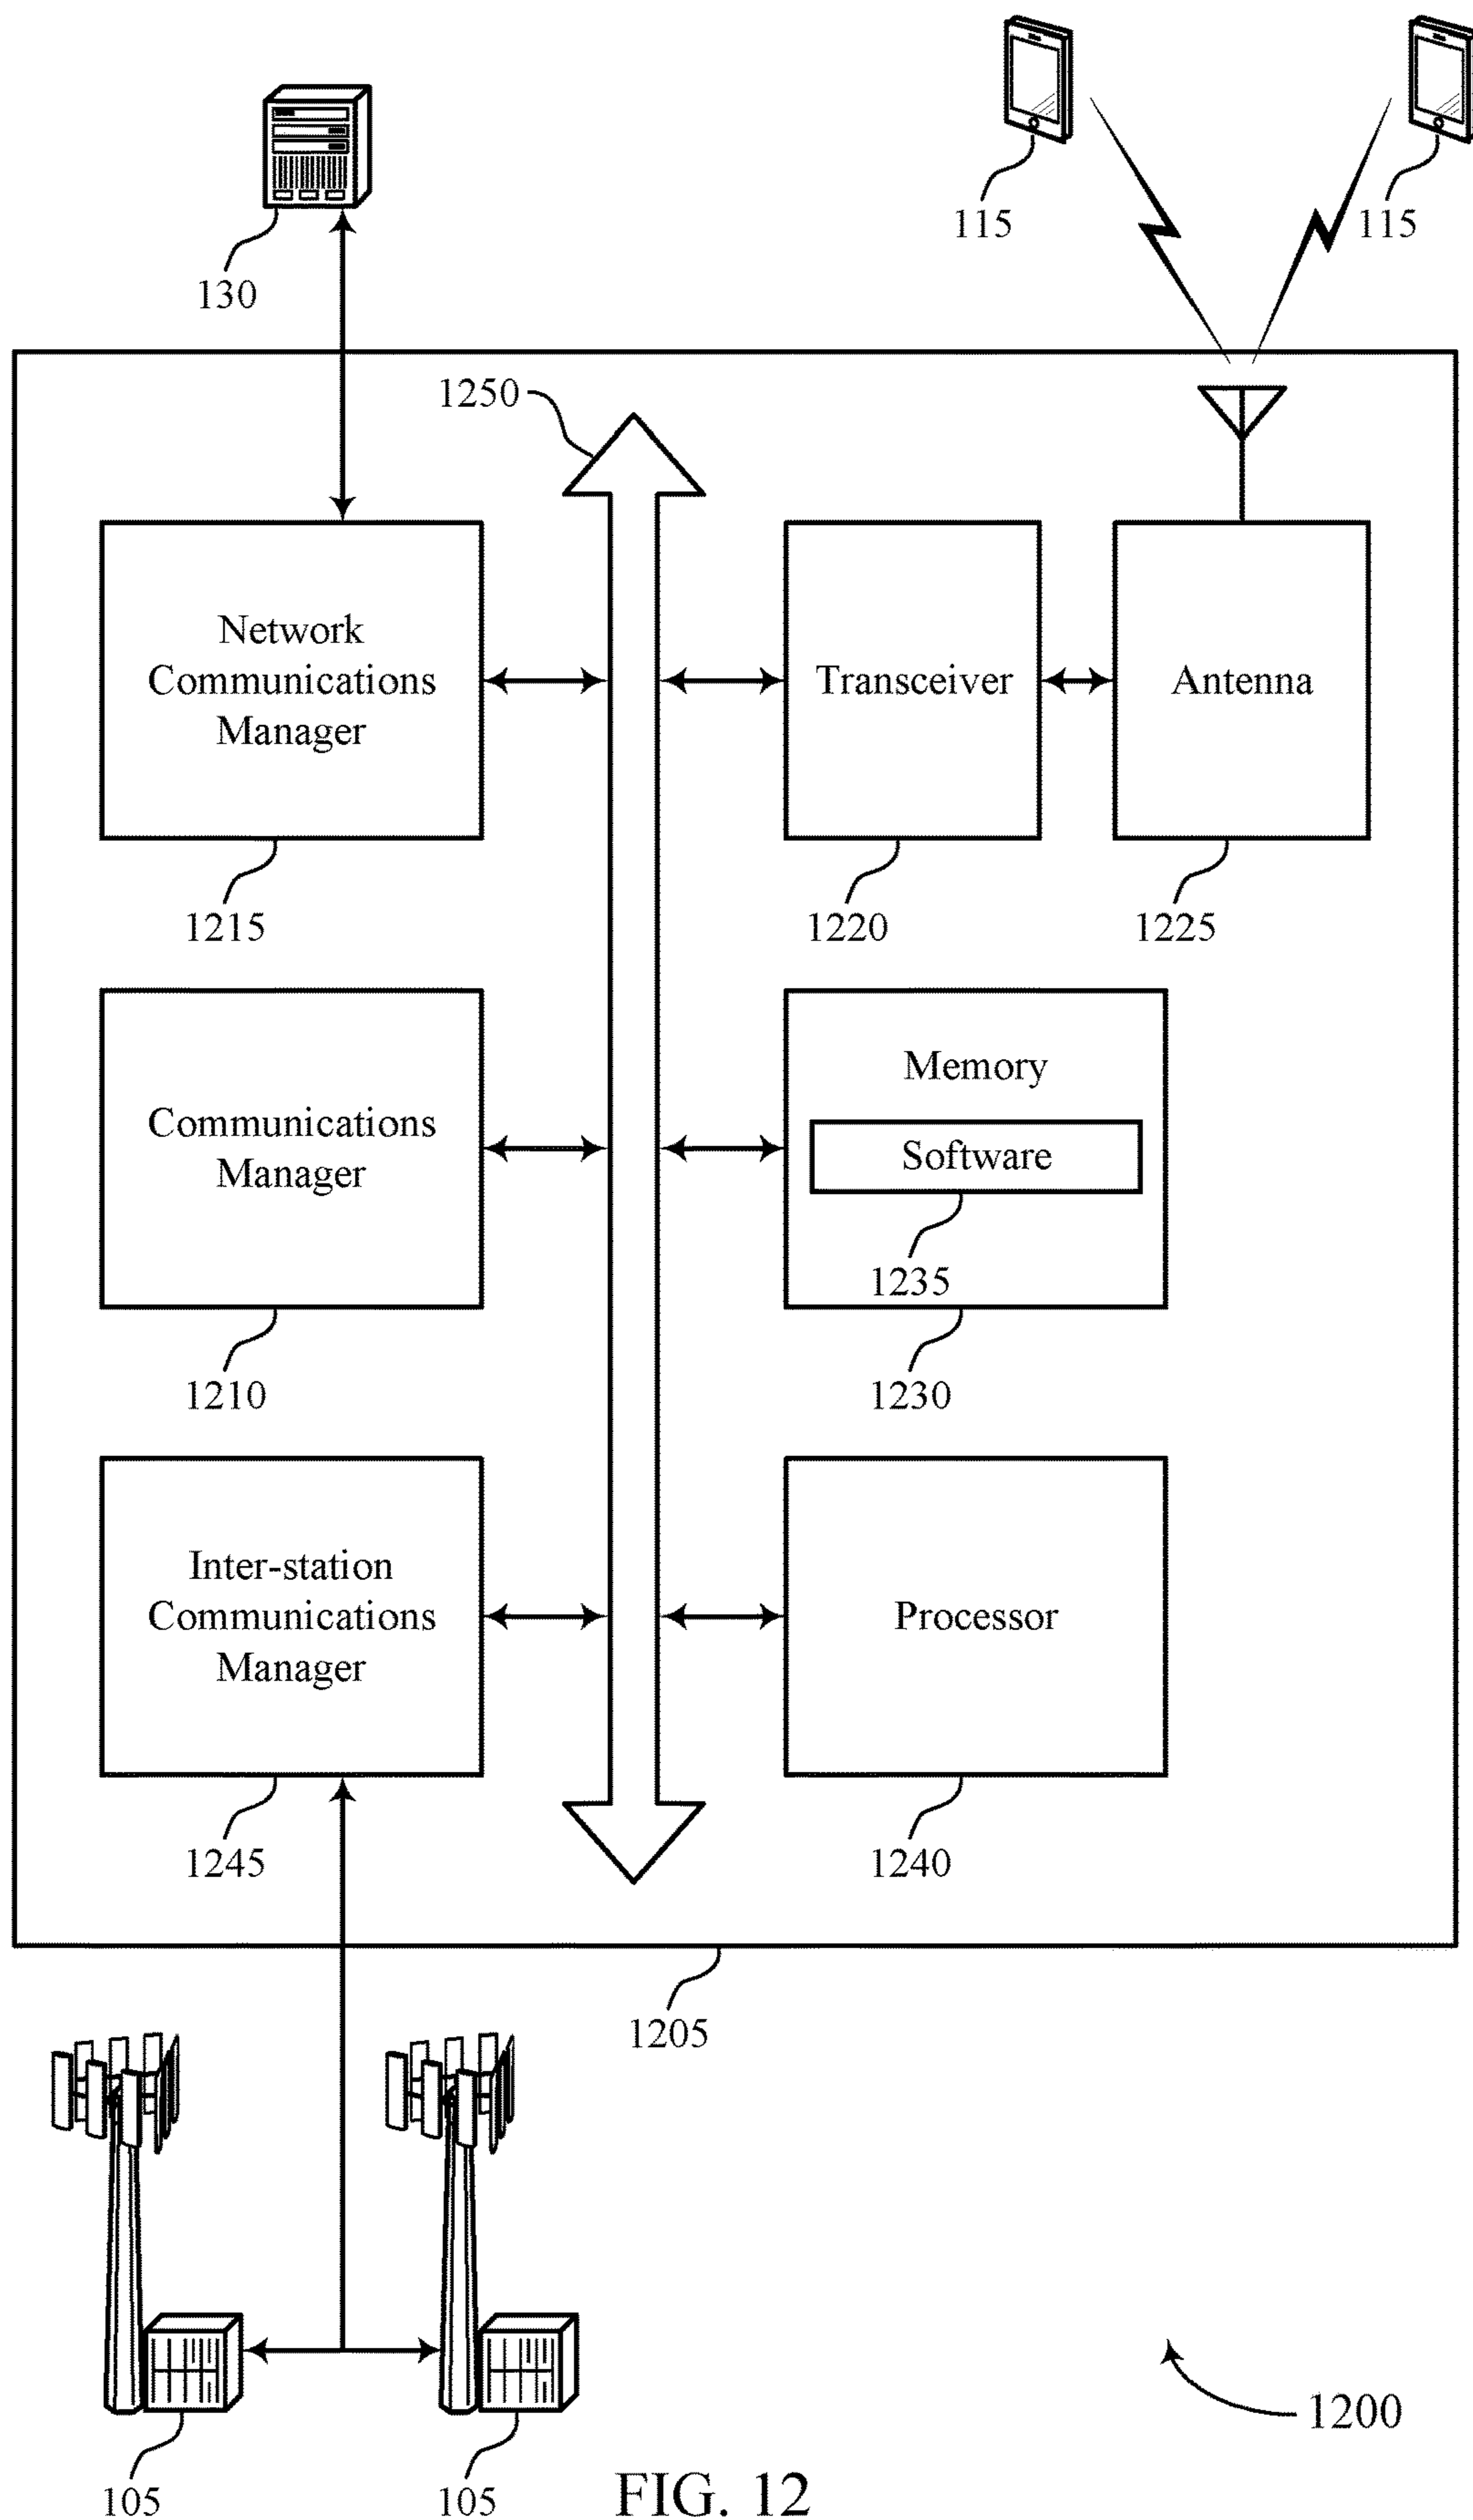 115
115
130
1250
Network
Communications
Manager
Transceiver
Antenna
1215
1220
1225
Communications
Manager
Memory
Software
1235
1210
1230
Inter-station
Communications
Manager
Processor
1245
1240
1205
1200
105
105
FIG. 12